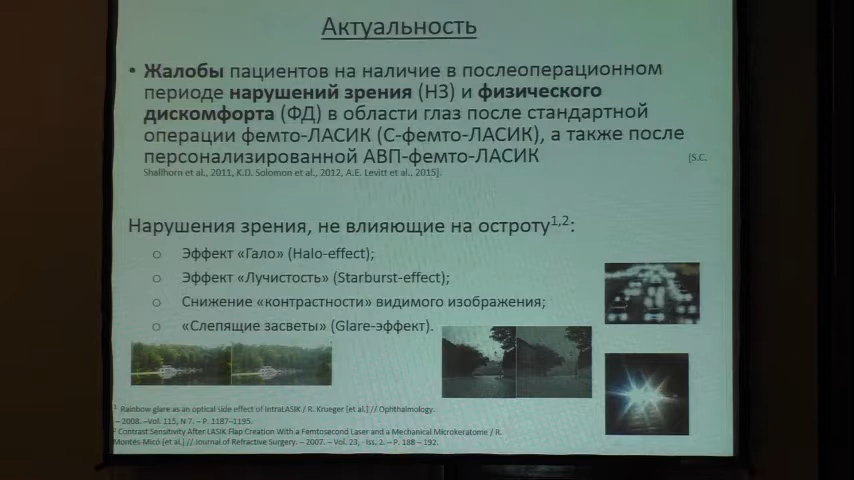 Актуальность
• Жалобы пациентов на наличие в послеоперационном
периоде нарушений зрения (НЗ) и физического
дискомфорта (ФД) в области глаз после стандартной
операции фемто-ЛАСИК (С-фемто-ЛАСИК), а также после
персонализированной АВП-фемто-ЛАСИК [S.C.
Shallhorn et al., 2011, K.D. Solomon et al., 2012, A.E. Levitt et al., 2015].
Нарушения зрения, не влияющие на остроту1,2:
o Эффект «Гало» (Halo-effect);
o Эффект «Лучистость» (Starburst-effect);
o Снижение «контрастности» видимого изображения;
o «Слепящие засветы» (Glare-эффект).
1 Rainbow glare as an optical side effect of IntraLASIK / R. Krueger [et al.] // Ophthalmology.
– 2008. –Vol. 115, N 7. – P. 1187–1195.
2 Contrast Sensitivity After LASIK Flap Creation With a Femtosecond Laser and a Mechanical Microkeratome / R.
Montés-Micó [et al.] // Journal of Refractive Surgery. – 2007. – Vol. 23, - Iss. 2. – P. 188 – 192.